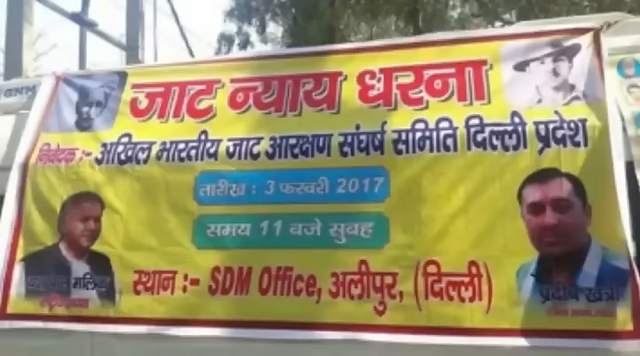 जाट न्याय धरना
निवेदक :- अखिल भारतीय जाट आरक्षण संघर्ष समिति दिल्ली प्रदेश
तारीख : 3 फरवरी 2017
समय 11 बजे सुबह
स्थान :- SDM Office, अलीपुर, (दिल्ली)
मलिक
प्रदीप खत्री